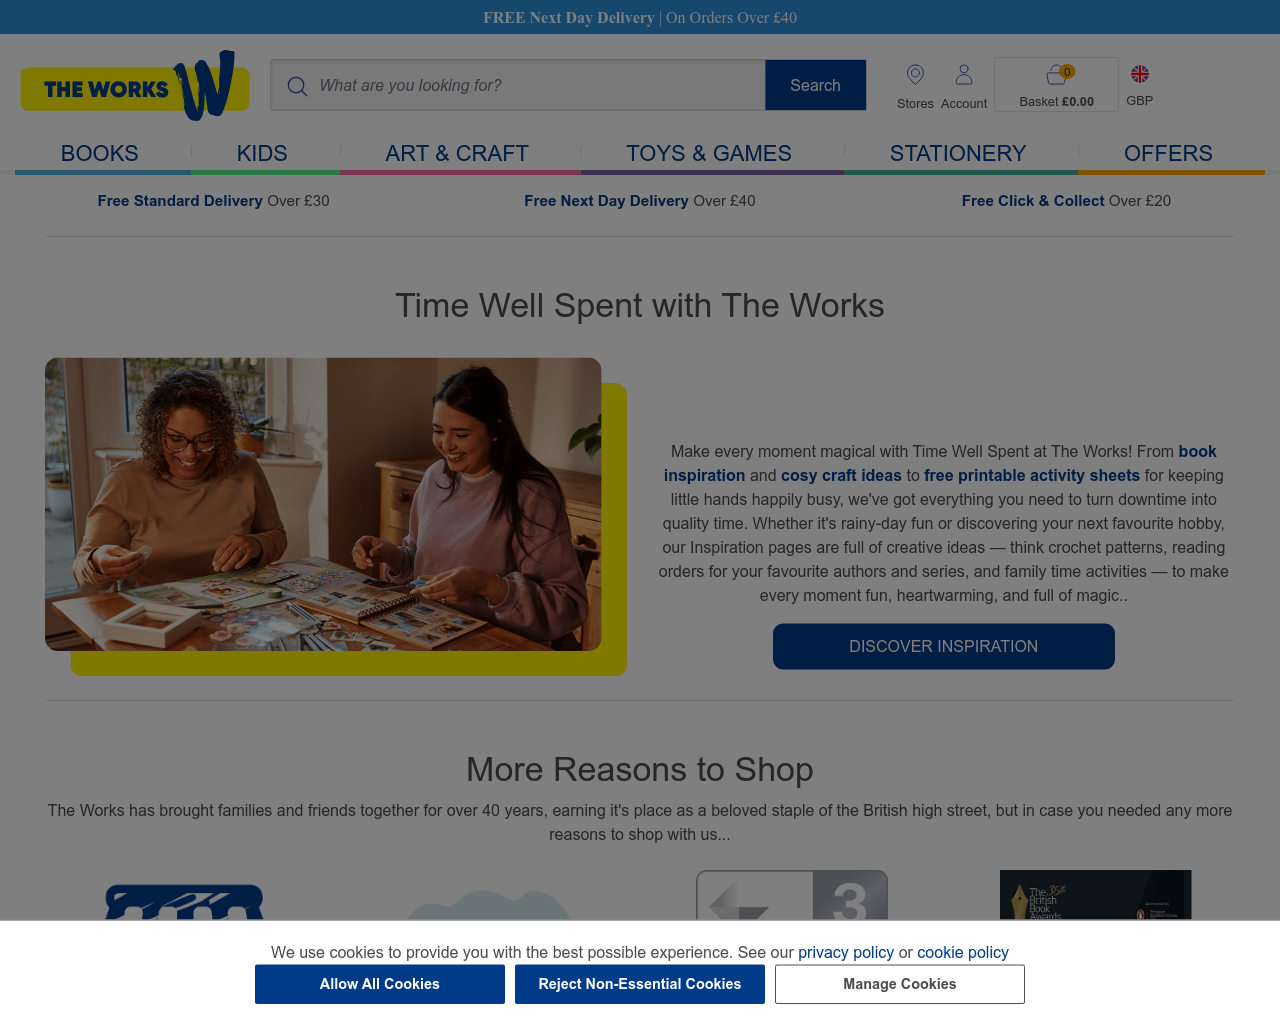 FREE Next Day Delivery | On Orders Over £40
THE WORKS
What are you looking for?
Search
Stores
Account
0
Basket £0.00
GBP
BOOKS
KIDS
ART & CRAFT
TOYS & GAMES
STATIONERY
OFFERS
Free Standard Delivery Over £30
Free Next Day Delivery Over £40
Free Click & Collect Over £20
Time Well Spent with The Works
Make every moment magical with Time Well Spent at The Works! From book
inspiration and cosy craft ideas to free printable activity sheets for keeping
little hands happily busy, we've got everything you need to turn downtime into
quality time. Whether it's rainy-day fun or discovering your next favourite hobby,
our Inspiration pages are full of creative ideas — think crochet patterns, reading
orders for your favourite authors and series, and family time activities — to make
every moment fun, heartwarming, and full of magic..
DISCOVER INSPIRATION
More Reasons to Shop
The Works has brought families and friends together for over 40 years, earning it's place as a beloved staple of the British high street, but in case you needed any more
reasons to shop with us...
3
The
British
Book
Awards
We use cookies to provide you with the best possible experience. See our privacy policy or cookie policy
Allow All Cookies
Reject Non-Essential Cookies
Manage Cookies